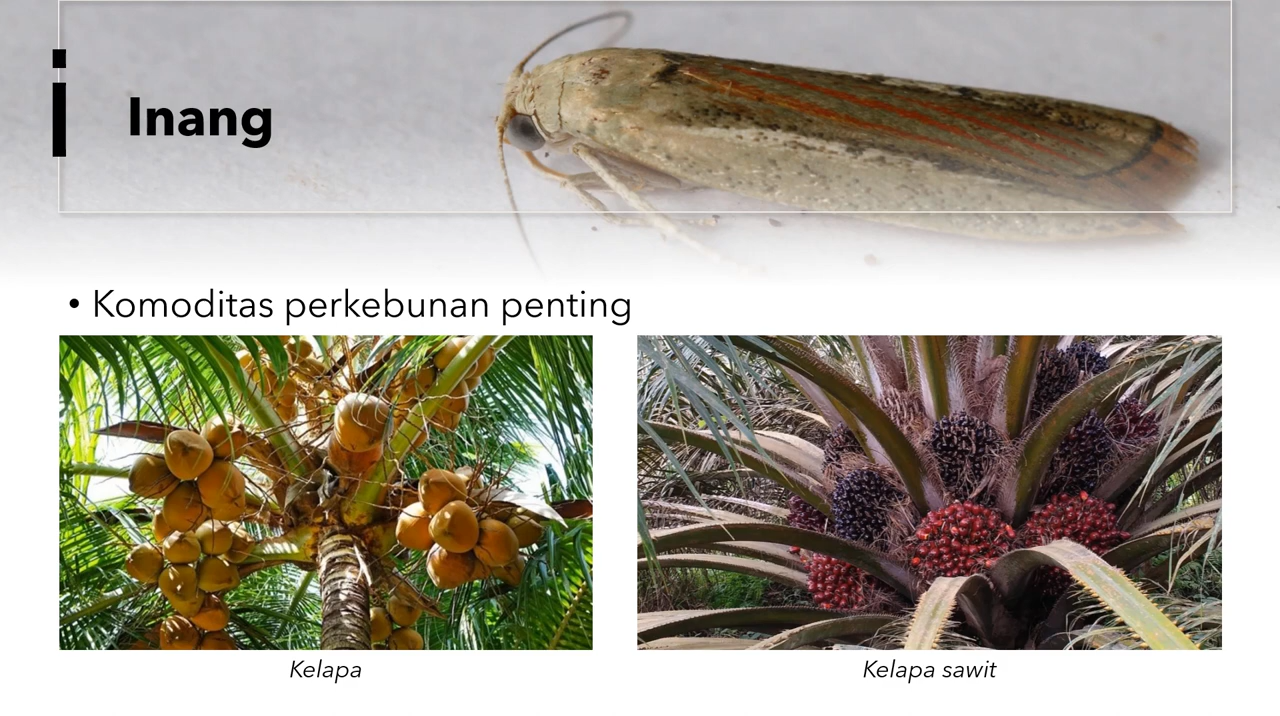 Inang
• Komoditas perkebunan penting
Kelapa
Kelapa sawit